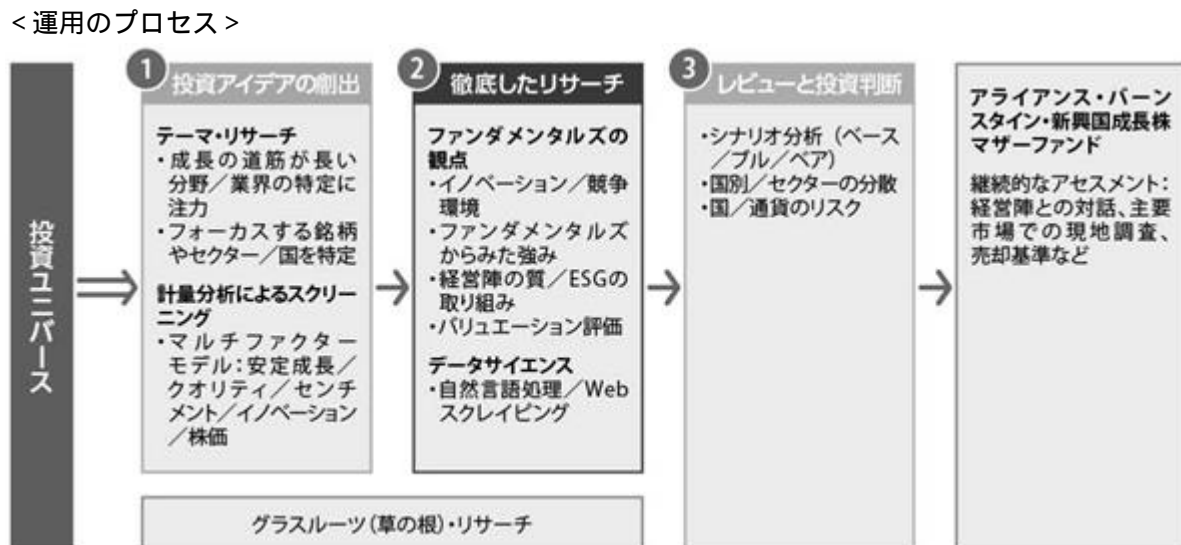 <運用のプロセス>
投資ユニバース
1 投資アイデアの創出
テーマ・リサーチ
・成長の道筋が長い
分野／業界の特定に
注力
・フォーカスする銘柄
やセクター／国を特定
計量分析によるスクリー
ニング
・マルチファクター
モデル：安定成長／
クオリティ／センチ
メント／イノベーション
／株価
2 徹底したリサーチ
ファンダメンタルズの
観点
・イノベーション／競争
環境
・ファンダメンタルズ
からみた強み
・経営陣の質／ESGの
取り組み
・バリュエーション評価
データサイエンス
・自然言語処理／Web
スクレイピング
グラスルーツ（草の根）・リサーチ
3 レビューと投資判断
・シナリオ分析（ベース
／ブル／ベア）
・国別／セクターの分散
・国／通貨のリスク
アライアンス・バーン
スタイン・新興国成長株
マザーファンド
継続的なアセスメント：
経営陣との対話、主要
市場での現地調査、
売却基準など